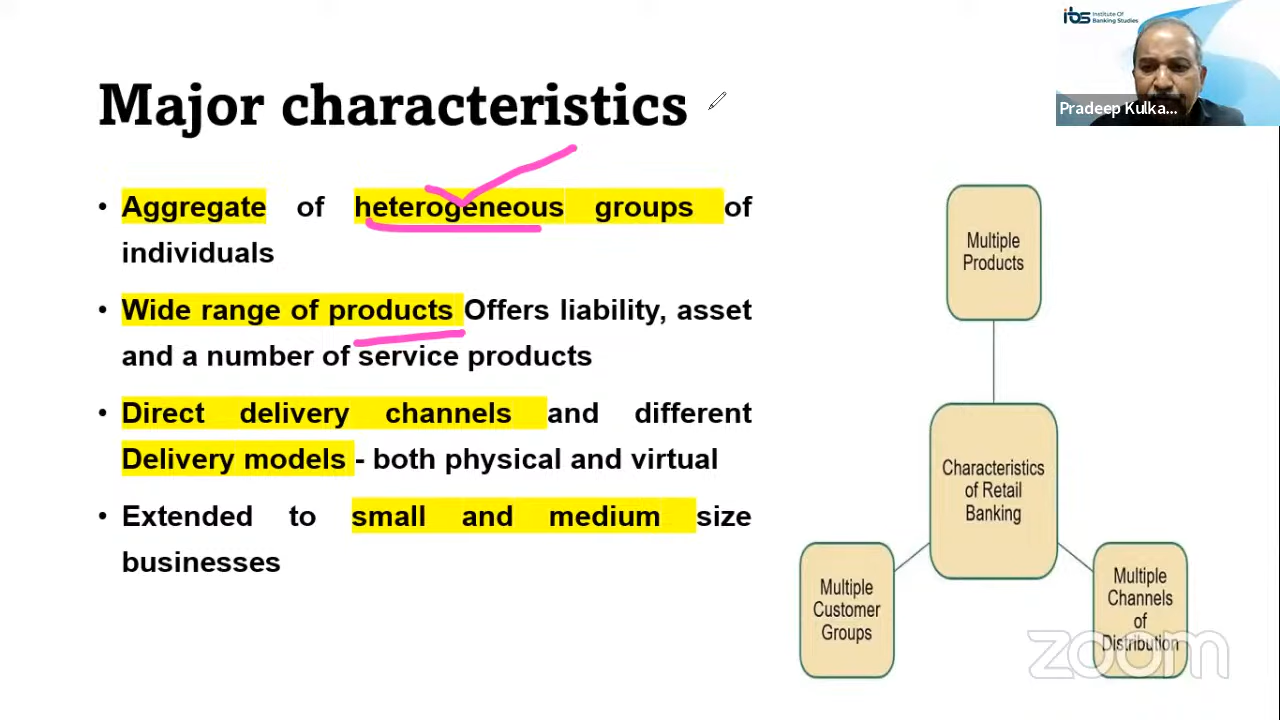 ibs Institute Of
Banking Studies
Pradeep Kulka...
Major characteristics
• Aggregate of heterogeneous groups of
individuals
• Wide range of products Offers liability, asset
and a number of service products
• Direct delivery channels and different
Delivery models - both physical and virtual
• Extended to small and medium size
businesses
Multiple
Products
Characteristics
of Retail
Banking
Multiple
Customer
Groups
Multiple
Channels
of
Distribution
zoom